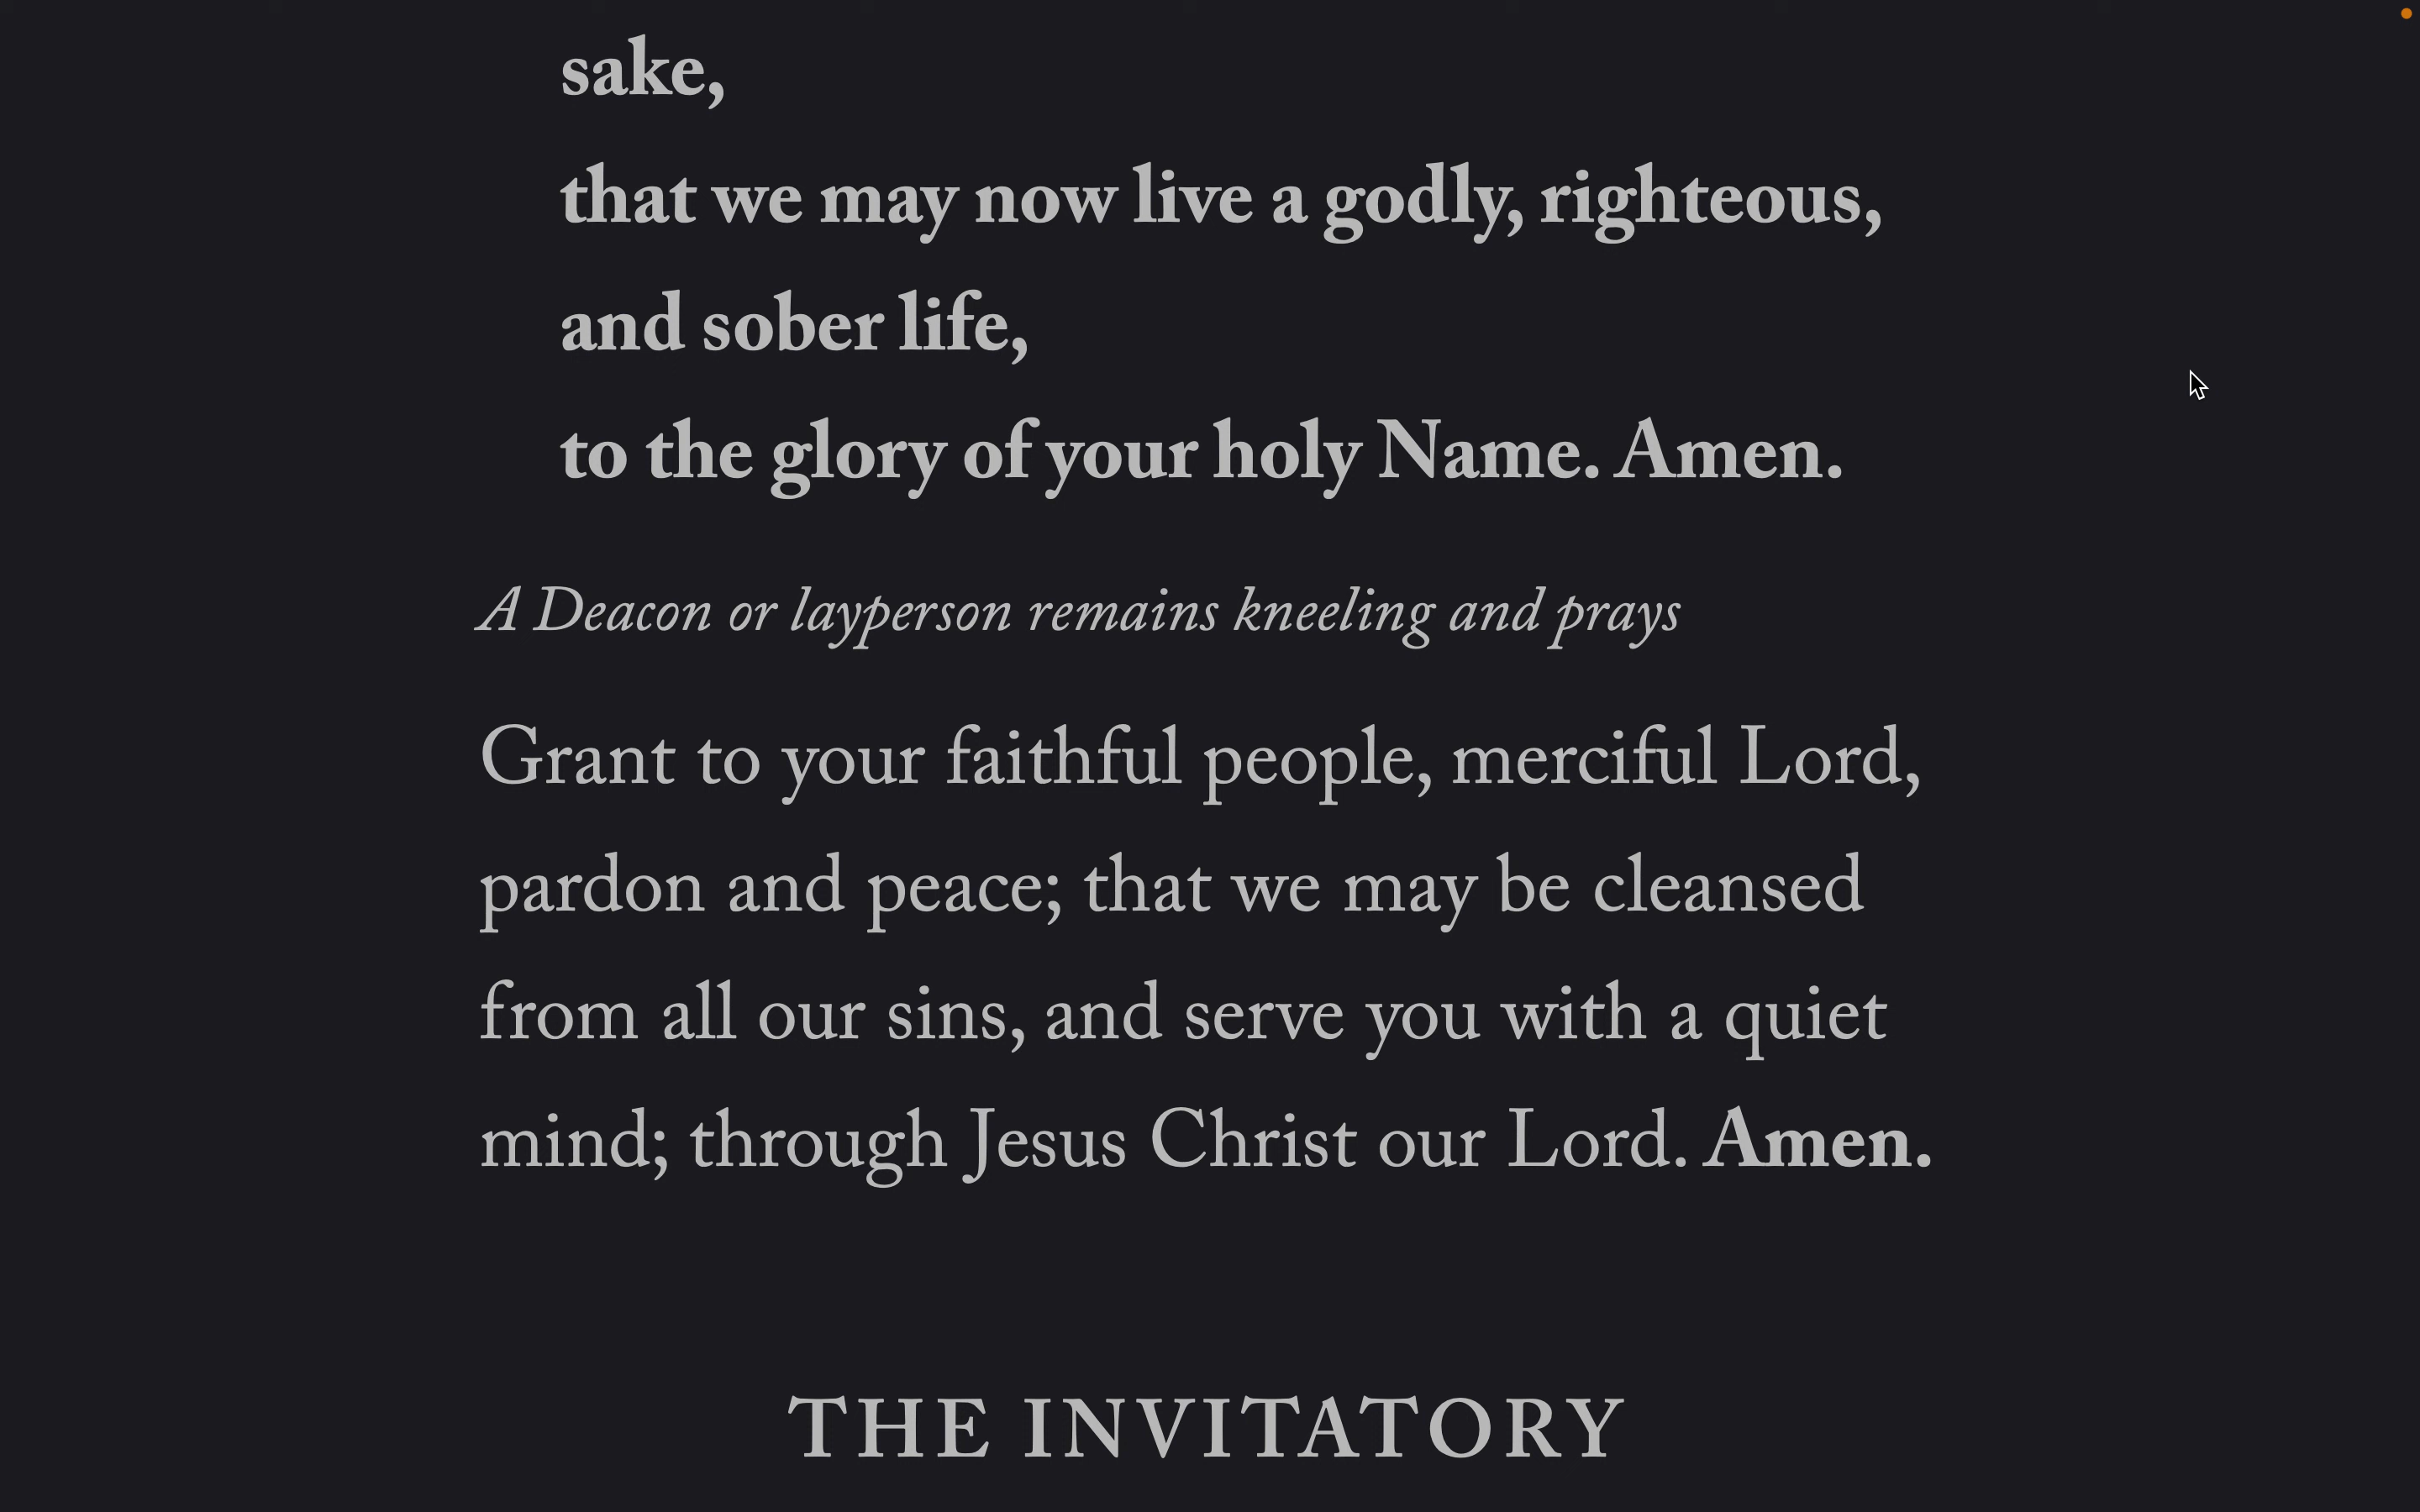 sake,
that we may now live a godly, righteous,
and sober life,
to the glory of your holy Name. Amen.
A Deacon or layperson remains kneeling and prays
Grant to your faithful people, merciful Lord,
pardon and peace; that we may be cleansed
from all our sins, and serve you with a quiet
mind; through Jesus Christ our Lord. Amen.
THE INVITATORY